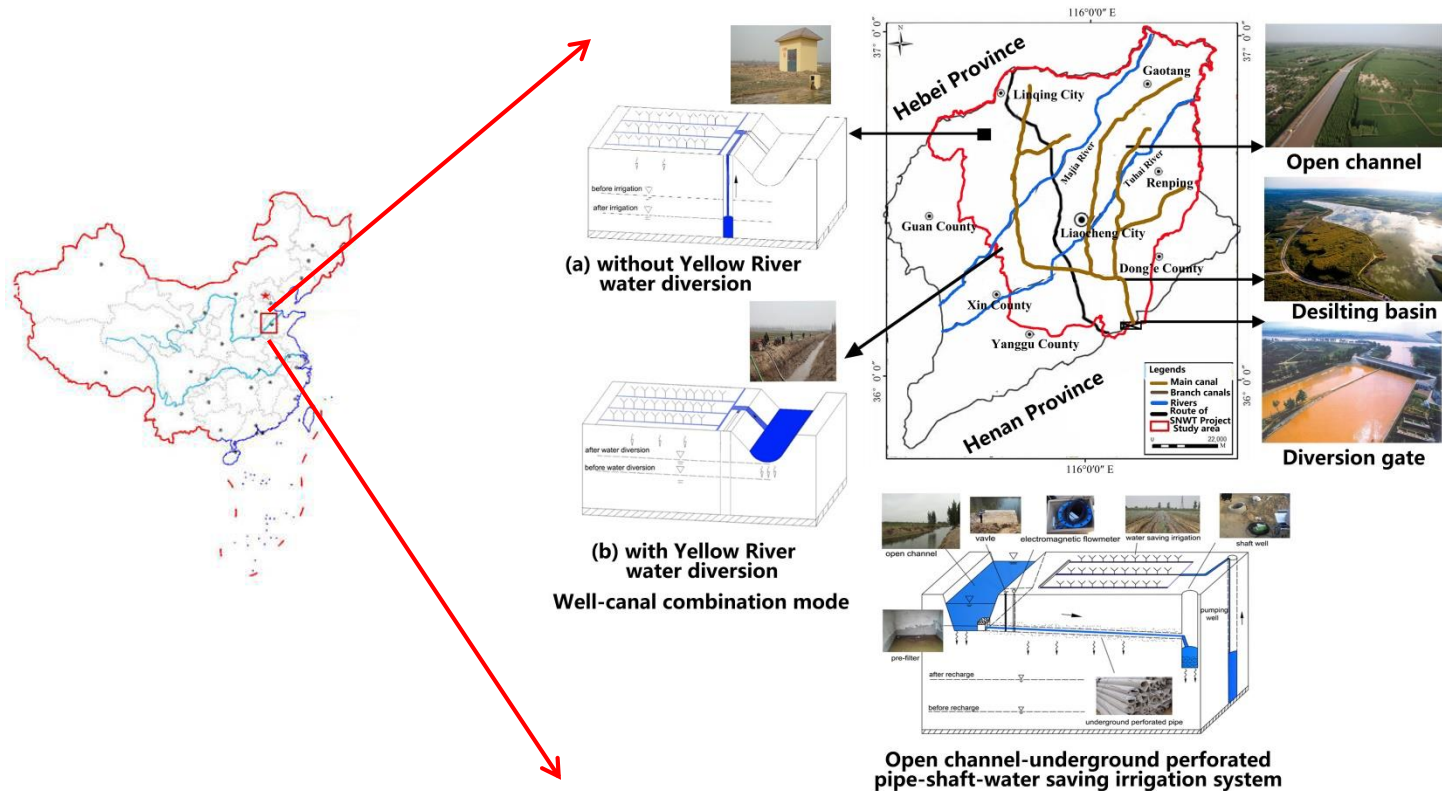 116°0′0″ E
N
37° 0′0″
Hebei Province
Linqing City
Gaotang
Majia River
Tuhai River
Renping
Guan County
Liaocheng City
Dong'e County
Xin County
Yanggu County
36° 0′0″
Henan Province
Legends
Main canal
Branch canals
Rivers
Route of
SNWT Project
Study area
0
22,000
M
116°0′0″ E
Open channel
Desilting basin
Diversion gate
before irrigation
after irrigation
(a) without Yellow River
water diversion
after water diversion
before water diversion
(b) with Yellow River
water diversion
Well-canal combination mode
open channel
vavle
electromagnetic flowmeter
water saving irrigation
shaft well
pumping
well
pre-filter
after recharge
before recharge
underground perforated pipe
Open channel-underground perforated
pipe-shaft-water saving irrigation system